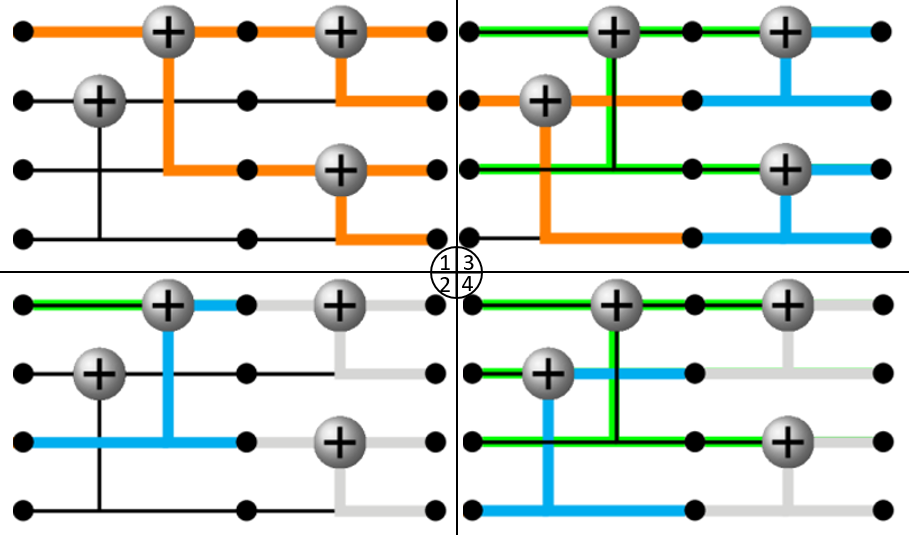 + + + +
+ +
+ + 1 3 +
2 4
+ + + +
+ +
+ +